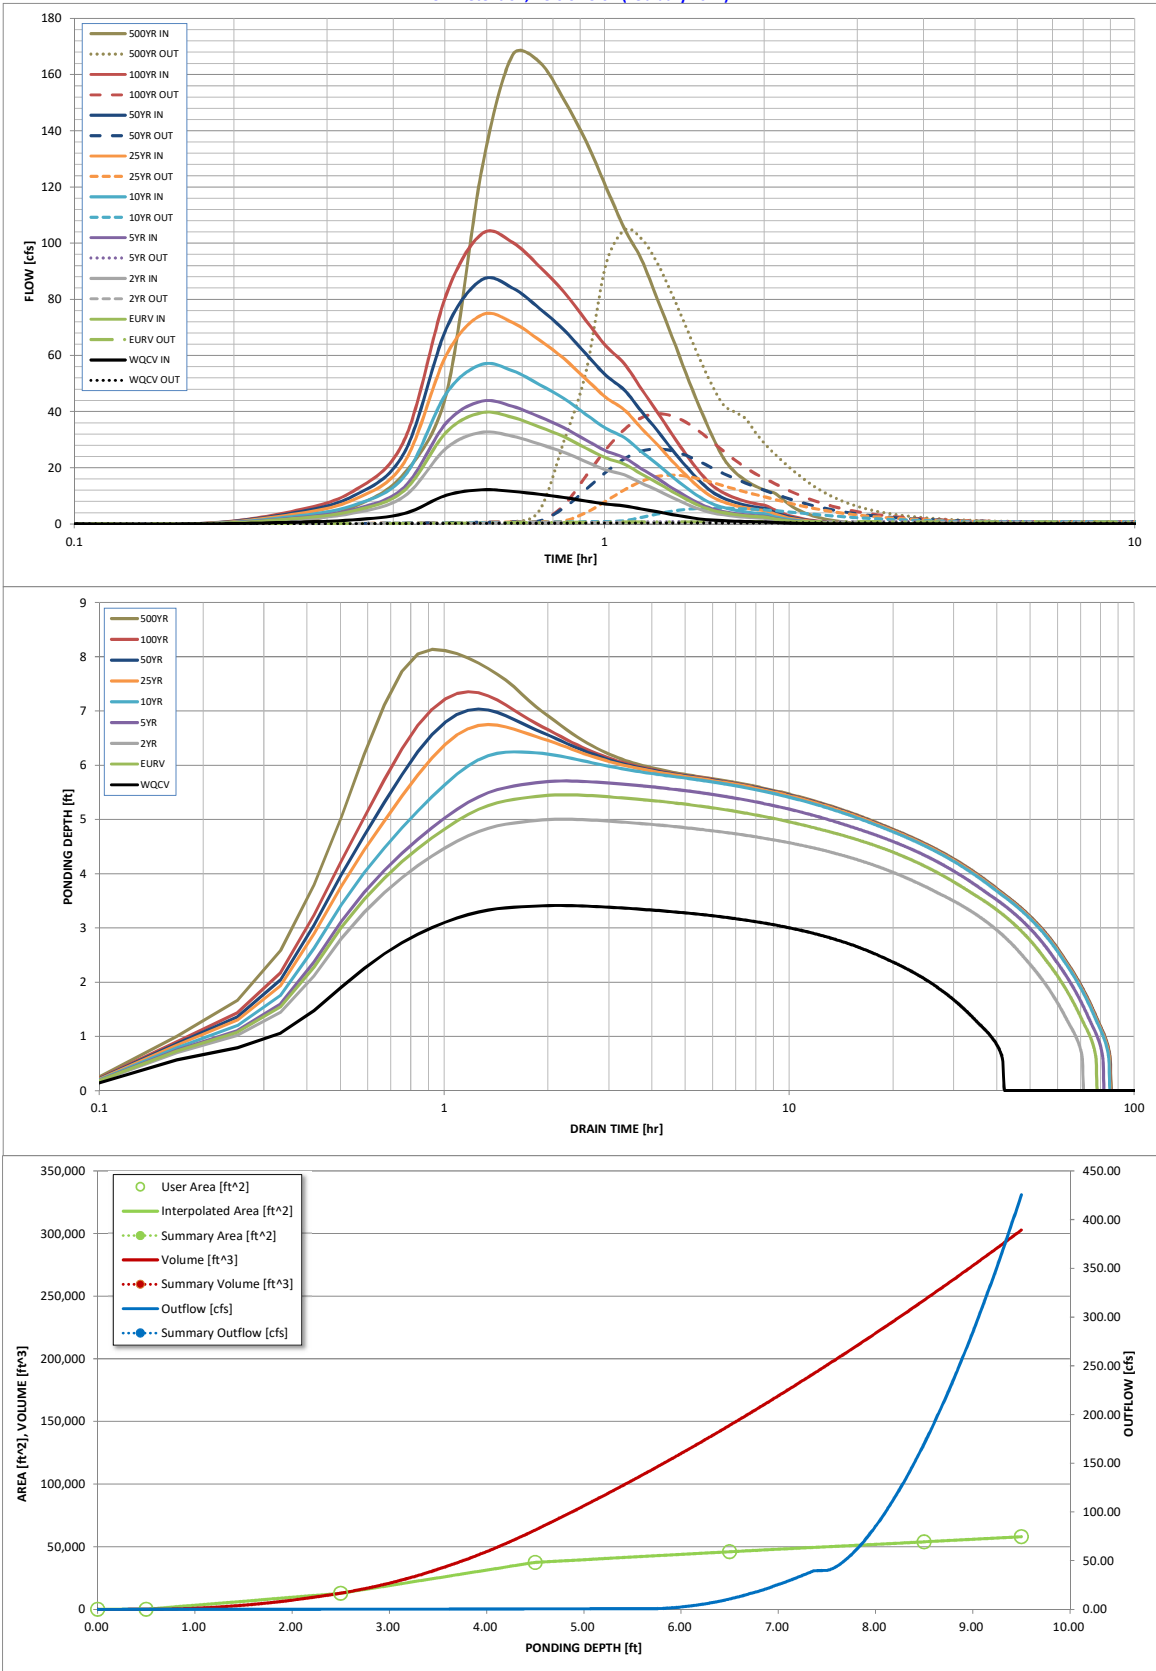 180
160
140
120
100
80
60
40
20
0
FLOW [cfs]
500YR IN
500YR OUT
100YR IN
100YR OUT
50YR IN
50YR OUT
25YR IN
25YR OUT
10YR IN
10YR OUT
5YR IN
5YR OUT
2YR IN
2YR OUT
EURV IN
EURV OUT
WQCV IN
WQCV OUT
0.1 1 10
TIME [hr]
9
8
7
6
5
4
3
2
1
0
PONDING DEPTH [ft]
500YR
100YR
50YR
25YR
10YR
5YR
2YR
EURV
WQCV
0.1 1 10 100
DRAIN TIME [hr]
350,000
300,000
250,000
200,000
150,000
100,000
50,000
0
AREA [ft^2], VOLUME [ft^3]
User Area [ft^2]
Interpolated Area [ft^2]
Summary Area [ft^2]
Volume [ft^3]
Summary Volume [ft^3]
Outflow [cfs]
Summary Outflow [cfs]
450.00
400.00
350.00
300.00
250.00
200.00
150.00
100.00
50.00
0.00
OUTFLOW [cfs]
0.00 1.00 2.00 3.00 4.00 5.00 6.00 7.00 8.00 9.00 10.00
PONDING DEPTH [ft]